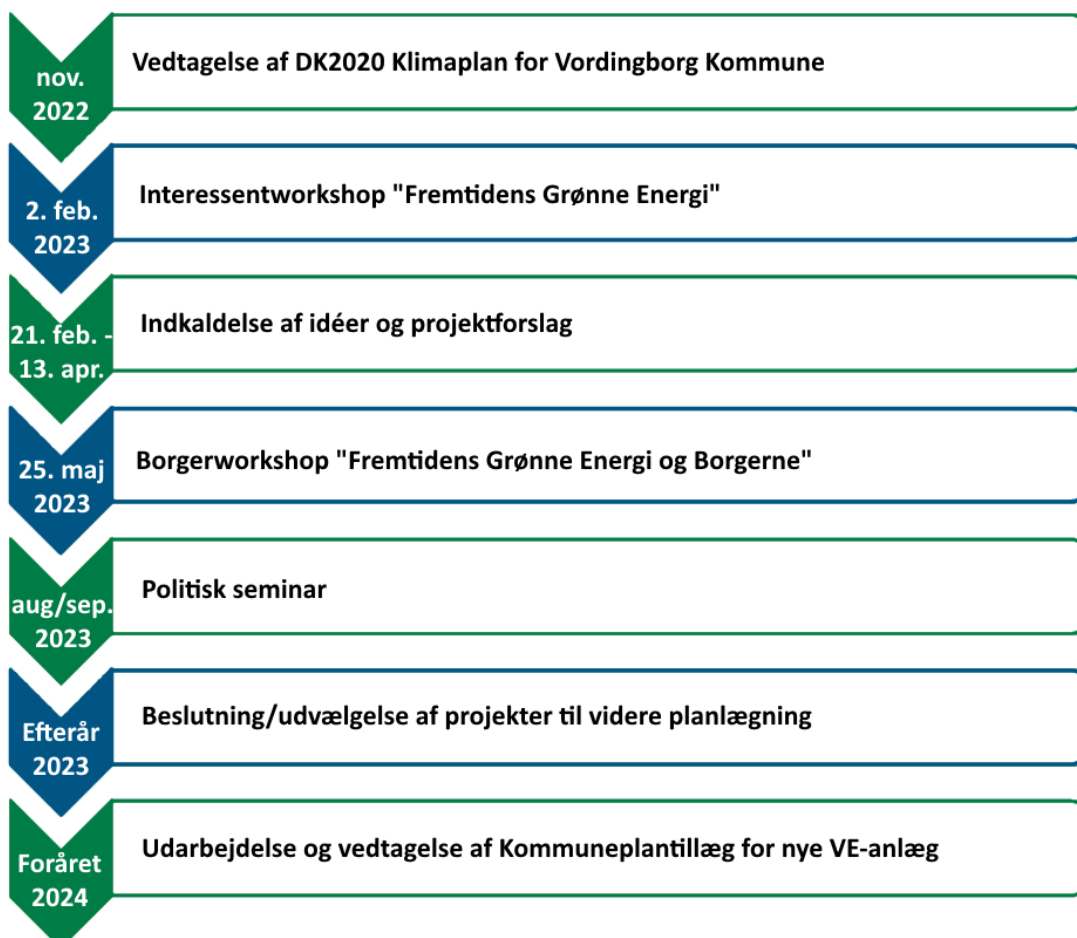 nov.
2022
Vedtagelse af DK2020 Klimaplan for Vordingborg Kommune
2. feb.
2023
Interessentworkshop "Fremtidens Grønne Energi"
21. feb. -
13. apr.
Indkaldelse af idéer og projektforslag
25. maj
2023
Borgerworkshop "Fremtidens Grønne Energi og Borgerne"
aug/sep.
2023
Politisk seminar
Efterår
2023
Beslutning/udvælgelse af projekter til videre planlægning
Foråret
2024
Udarbejdelse og vedtagelse af Kommuneplantillæg for nye VE-anlæg